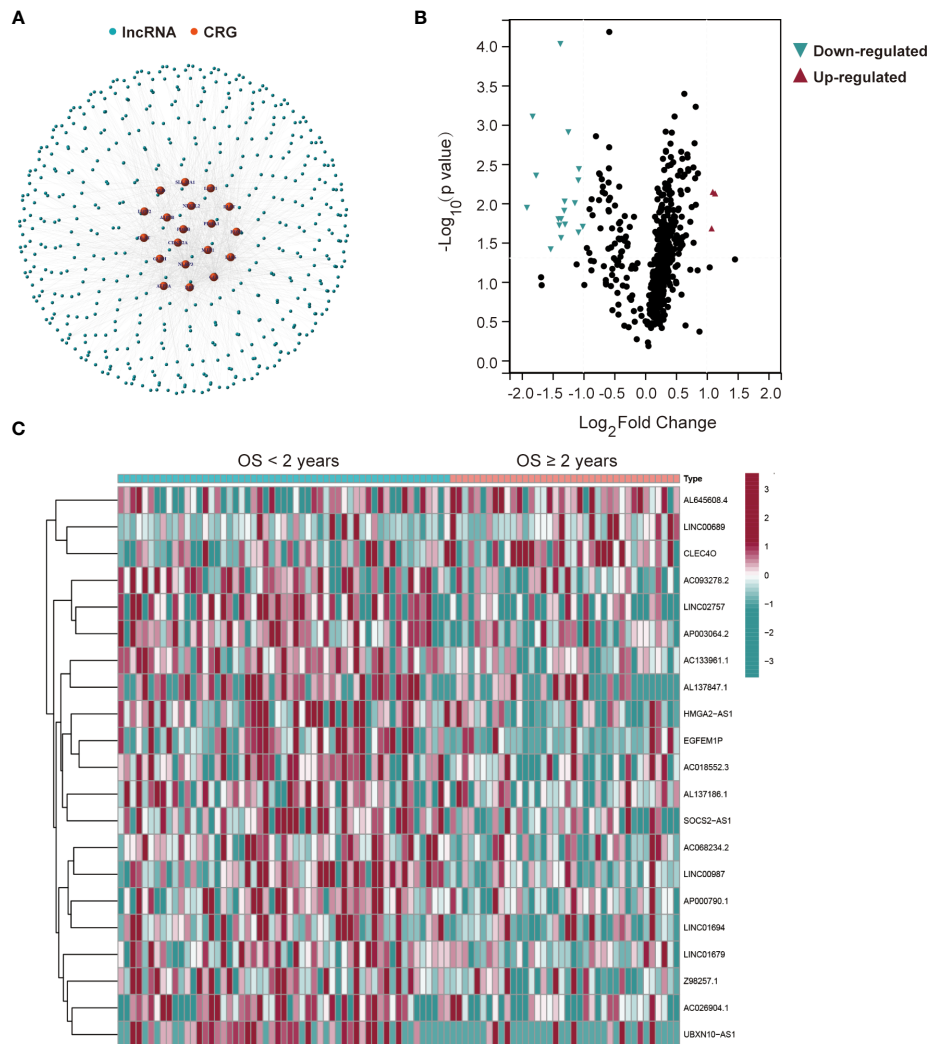 A
lncRNA CRG
B
-Log10(p value)
4.0
3.5
3.0
2.5
2.0
1.5
1.0
0.5
0.0
-2.0 -1.5 -1.0 -0.5 0.0 0.5 1.0 1.5 2.0
Log2Fold Change
Down-regulated
Up-regulated
C
OS < 2 years OS ≥ 2 years
Type
AL645608.4
LINC00689
CLEC4O
AC093278.2
LINC02757
AP003064.2
AC133961.1
AL137847.1
HMGA2−AS1
EGFEM1P
AC018552.3
AL137186.1
SOCS2−AS1
AC068234.2
LINC00987
AP000790.1
LINC01694
LINC01679
Z98257.1
AC026904.1
UBXN10−AS1
3
2
1
0
−1
−2
−3